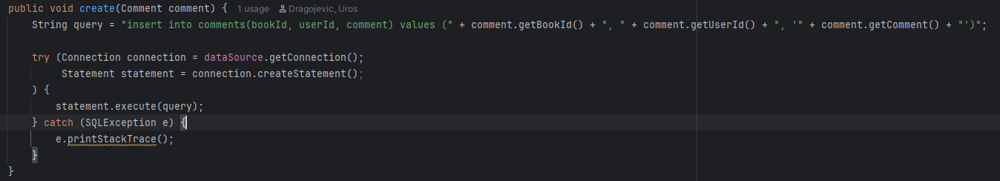 public void create(Comment comment) { 1 usage Dragojevic, Uros
String query = "insert into comments(bookId, userId, comment) values (" + comment.getBookId() + ", " + comment.getUserId() + ", '" + comment.getComment() + "')";
try (Connection connection = dataSource.getConnection();
Statement statement = connection.createStatement();
) {
statement.execute(query);
} catch (SQLException e) {
e.printStackTrace();
}
}